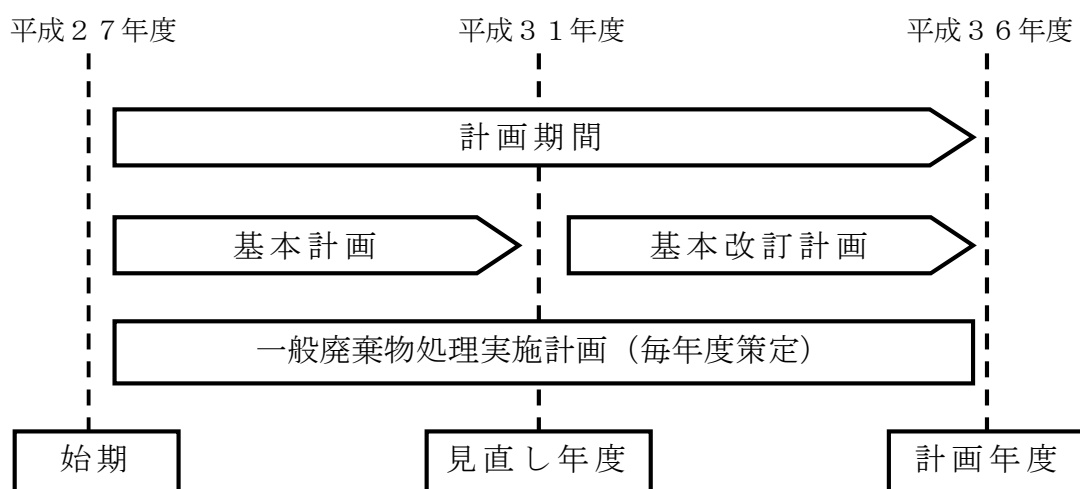 平成２７年度 平成３１年度 平成３６年度
計画期間
基本計画 基本改訂計画
一般廃棄物処理実施計画（毎年度策定）
始期 見直し年度 計画年度